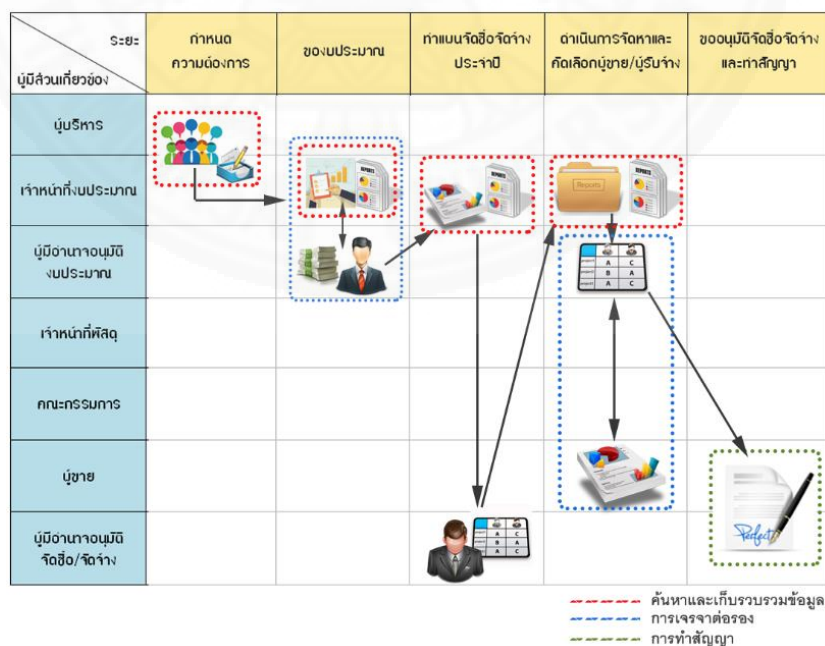 ระยะ
ผู้มีส่วนเกี่ยวข้อง
กำหนด
ความต้องการ
ของบประมาณ
ทำแผนจัดซื้อจัดจ้าง
ประจำปี
ดำเนินการจัดหาและ
คัดเลือกผู้ขาย/ผู้รับจ้าง
ขออนุมัติจัดซื้อจัดจ้าง
และทำสัญญา
ผู้บริหาร
เจ้าหน้าที่งบประมาณ
REPORTS
REPORTS
Reports
REPORTS
ผู้มีอำนาจอนุมัติ
งบประมาณ
A C
B A
A C
เจ้าหน้าที่พัสดุ
คณะกรรมการ
ผู้ขาย
ผู้มีอำนาจอนุมัติ
จัดซื้อ/จัดจ้าง
A C
B A
A C
Perfect
ค้นหาและเก็บรวบรวมข้อมูล
การเจรจาต่อรอง
การทำสัญญา